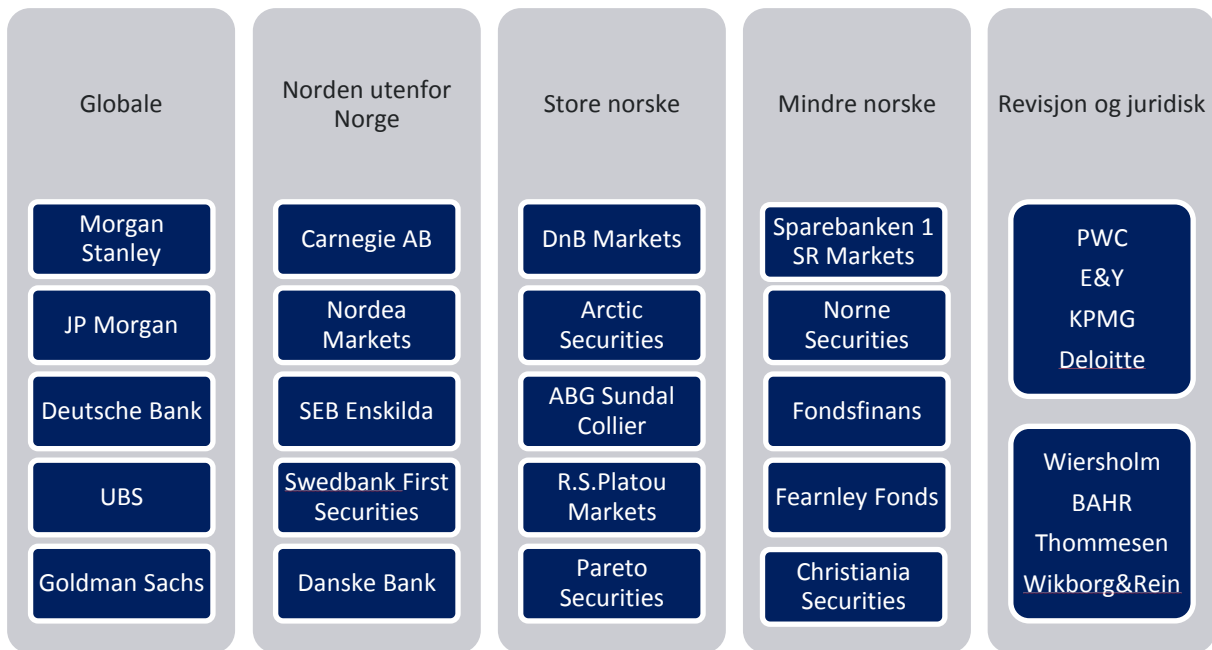 Globale
Morgan
Stanley
JP Morgan
Deutsche Bank
UBS
Goldman Sachs
Norden utenfor
Norge
Carnegie AB
Nordea
Markets
SEB Enskilda
Swedbank First
Securities
Danske Bank
Store norske
DnB Markets
Arctic
Securities
ABG Sundal
Collier
R.S.Platou
Markets
Pareto
Securities
Mindre norske
Sparebanken 1
SR Markets
Norne
Securities
Fondsfinans
Fearnley Fonds
Christiania
Securities
Revisjon og juridisk
PWC
E&Y
KPMG
Deloitte
Wiersholm
BAHR
Thommesen
Wikborg&Rein